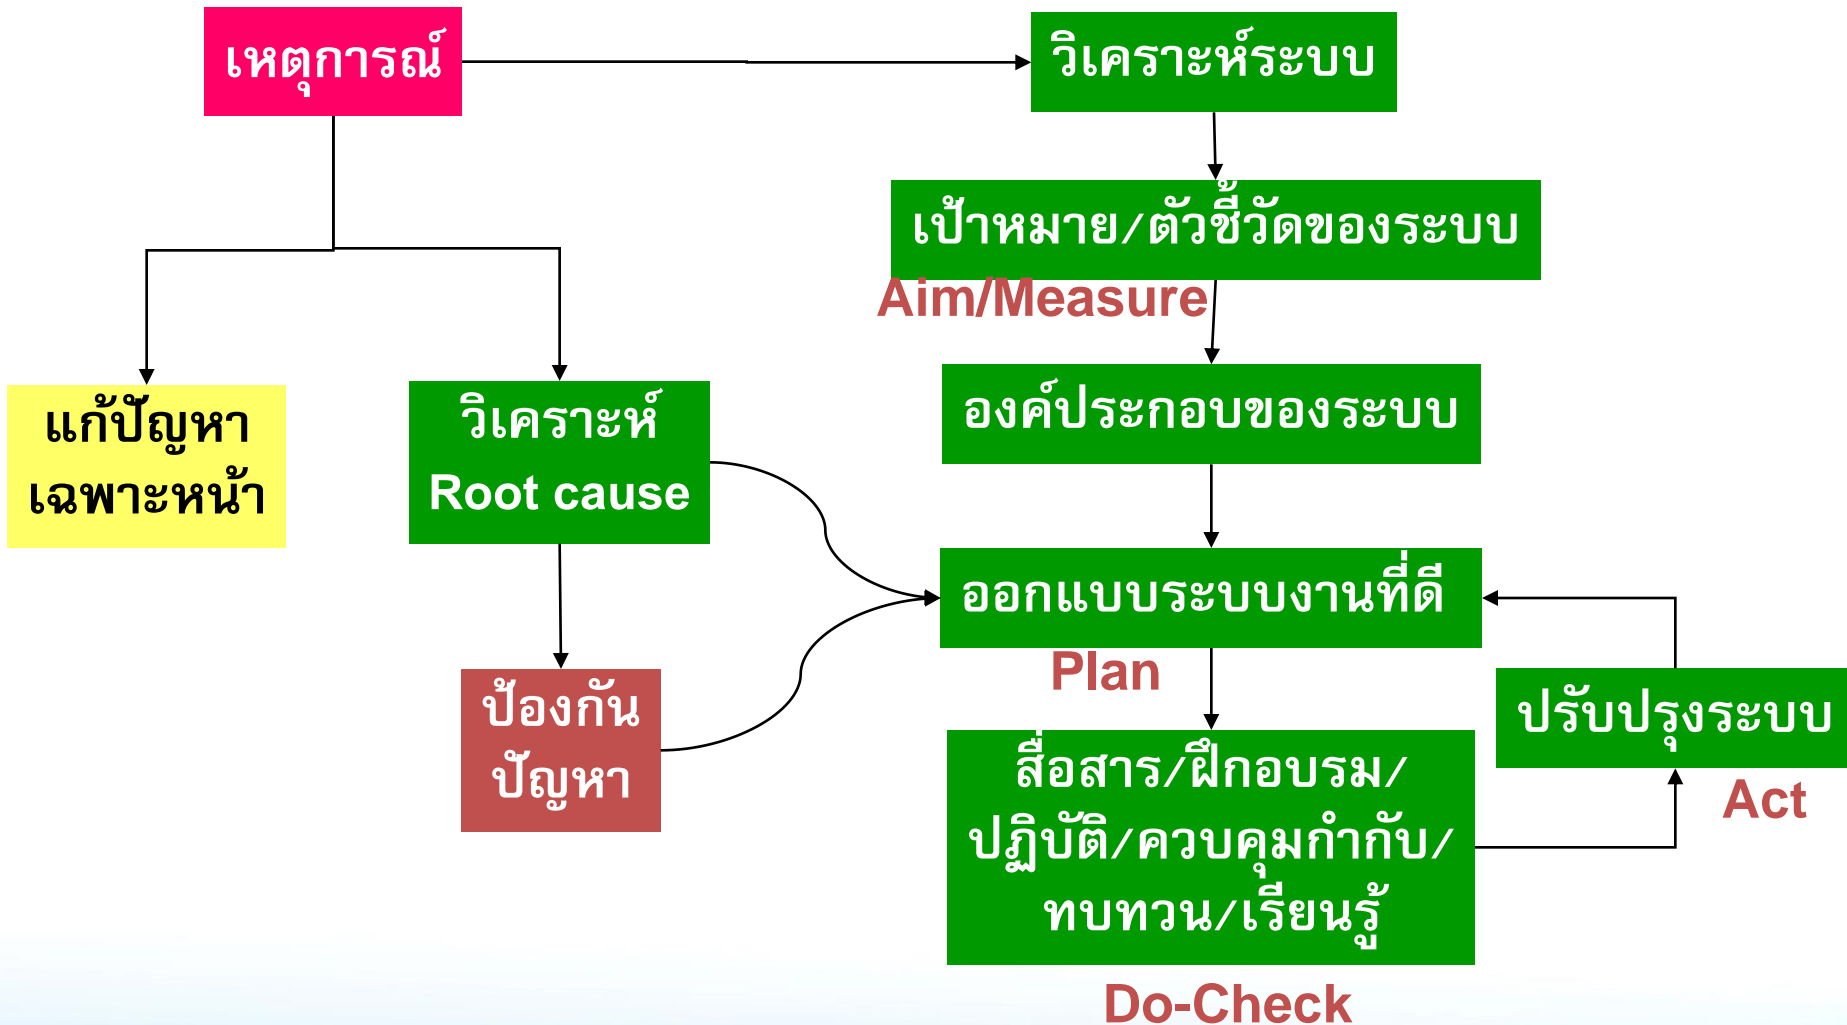 เหตุการณ์
วิเคราะห์ระบบ
เป้าหมาย/ตัวชี้วัดของระบบ
Aim/Measure
องค์ประกอบของระบบ
แก้ปัญหา
เฉพาะหน้า
วิเคราะห์
Root cause
ออกแบบระบบงานที่ดี
Plan
ป้องกัน
ปัญหา
ปรับปรุงระบบ
Act
สื่อสาร/ฝึกอบรม/
ปฏิบัติ/ควบคุมกำกับ/
ทบทวน/เรียนรู้
Do-Check